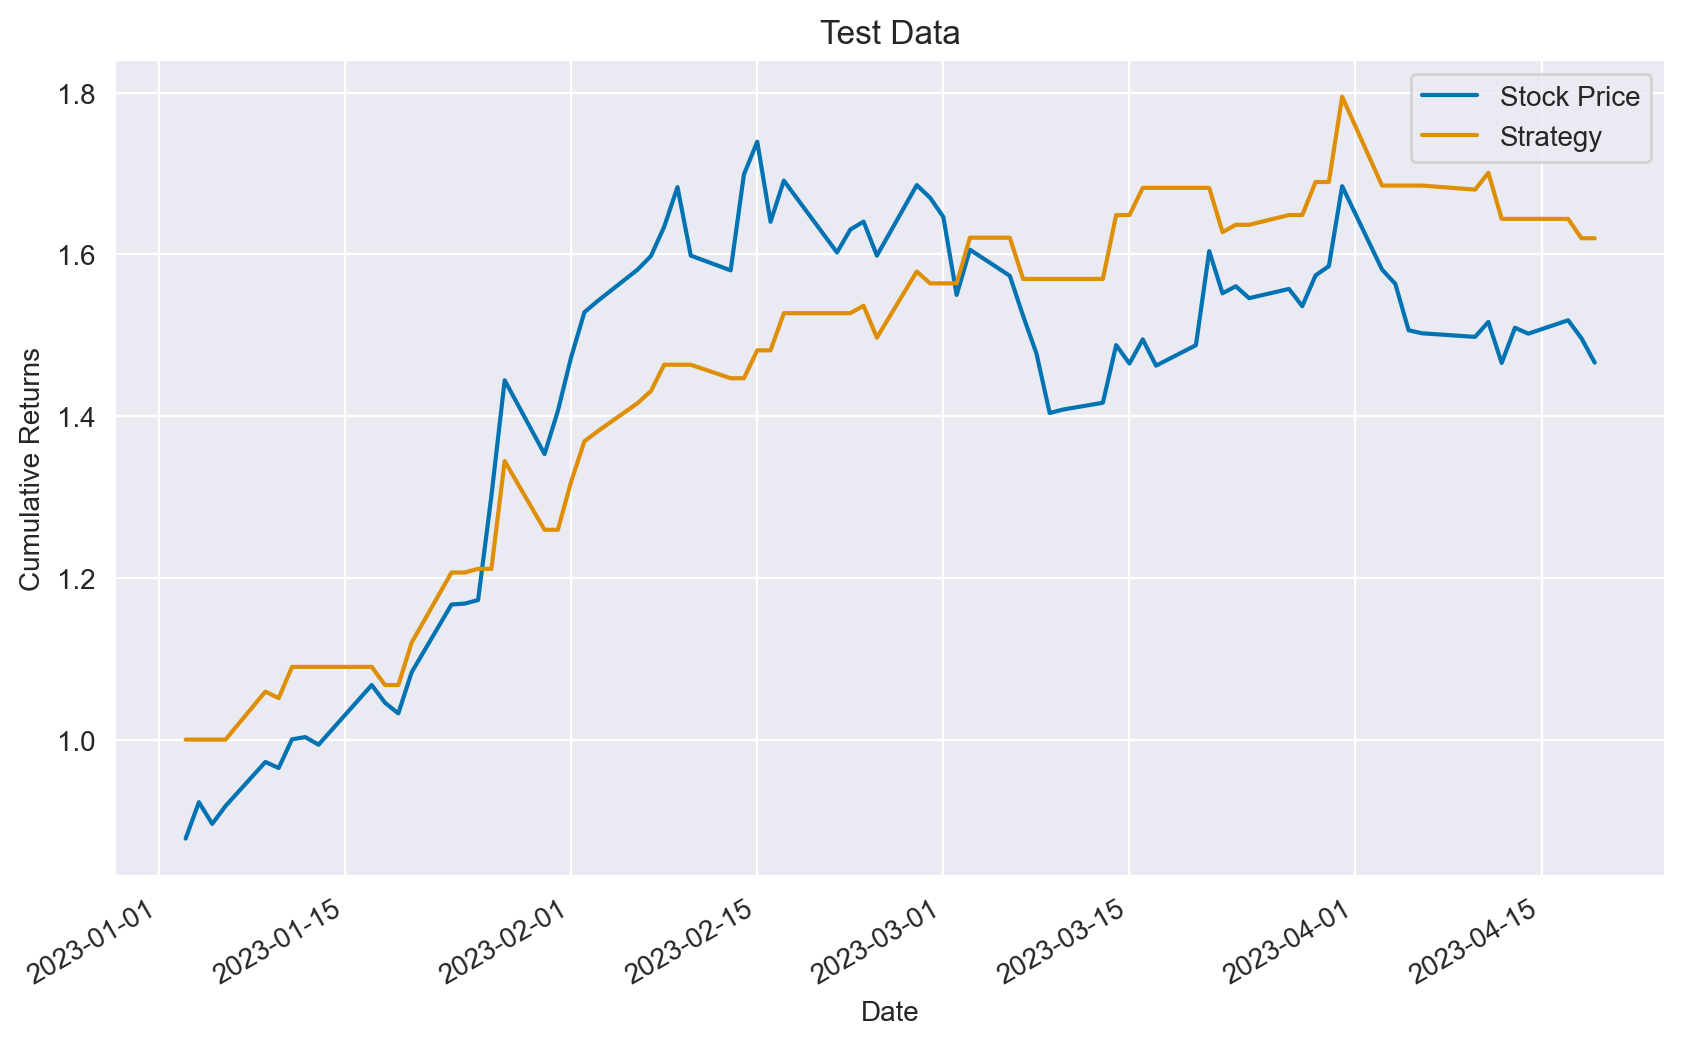 Test Data
Stock Price
Strategy
Cumulative Returns
1.8
1.6
1.4
1.2
1.0
2023-01-01
2023-01-15
2023-02-01
2023-02-15
2023-03-01
2023-03-15
2023-04-01
2023-04-15
Date